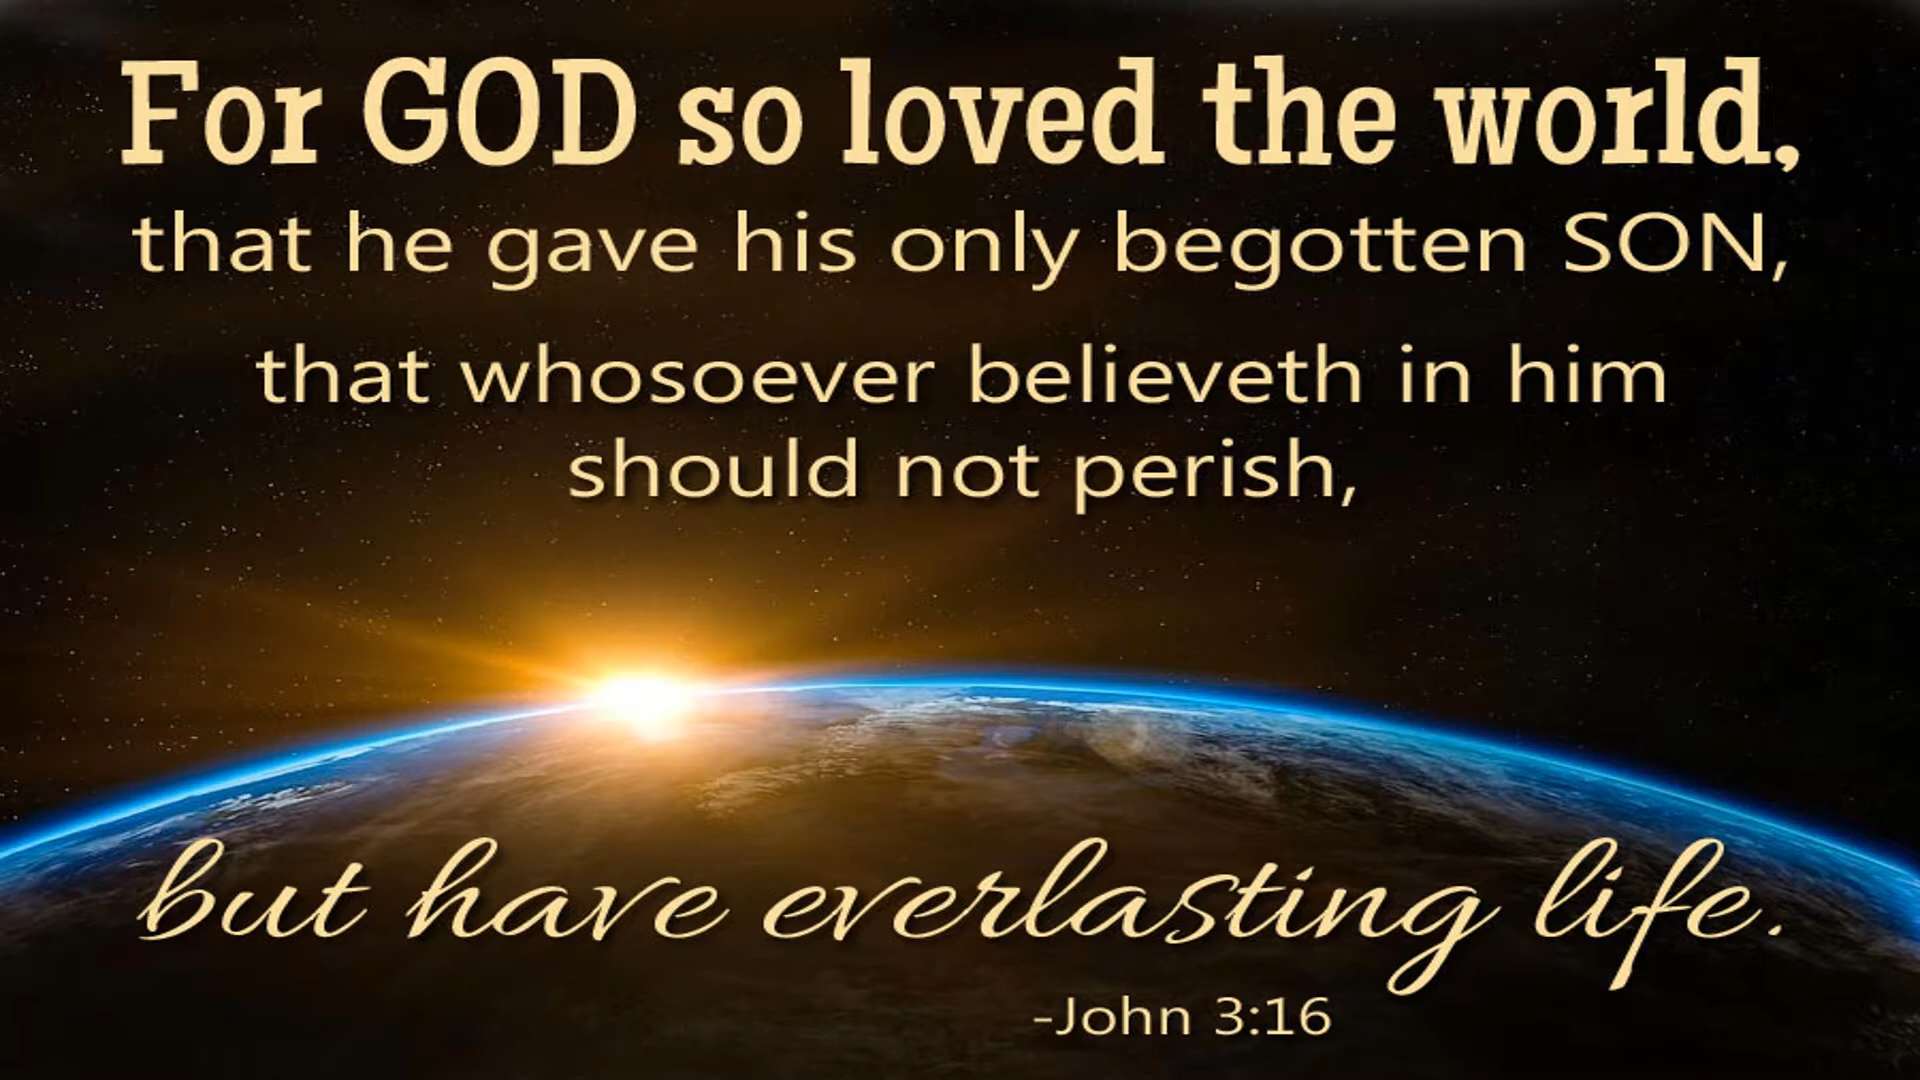 For GOD so loved the world,
that he gave his only begotten SON,
that whosoever believeth in him
should not perish,
but have everlasting life.
-John 3:16